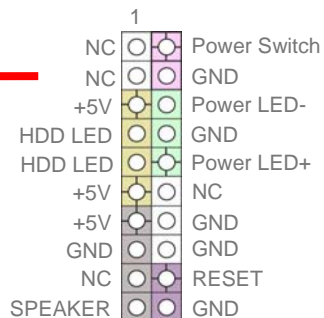 1
NC Power Switch
NC GND
+5V Power LED-
HDD LED GND
HDD LED Power LED+
+5V NC
+5V GND
GND GND
NC RESET
SPEAKER GND